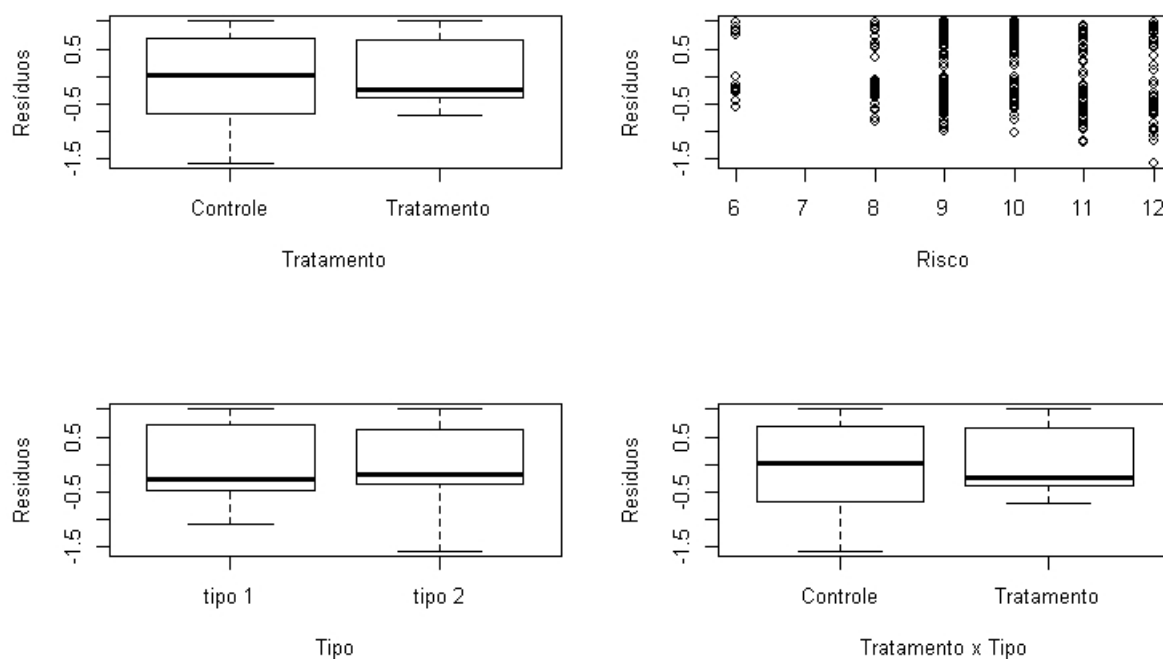 Resíduos
0.5
-0.5
-1.5
Controle Tratamento
Tratamento
Resíduos
0.5
-0.5
-1.5
6 7 8 9 10 11 12
Risco
Resíduos
0.5
-0.5
-1.5
tipo 1 tipo 2
Tipo
Resíduos
0.5
-0.5
-1.5
Controle Tratamento
Tratamento x Tipo